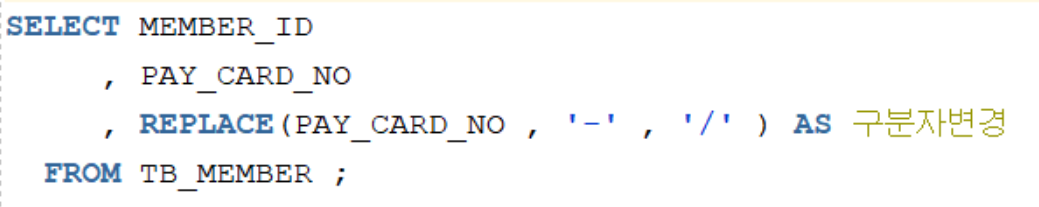 SELECT MEMBER_ID
, PAY_CARD_NO
, REPLACE(PAY_CARD_NO , '-' , '/' ) AS 구분자변경
FROM TB_MEMBER ;